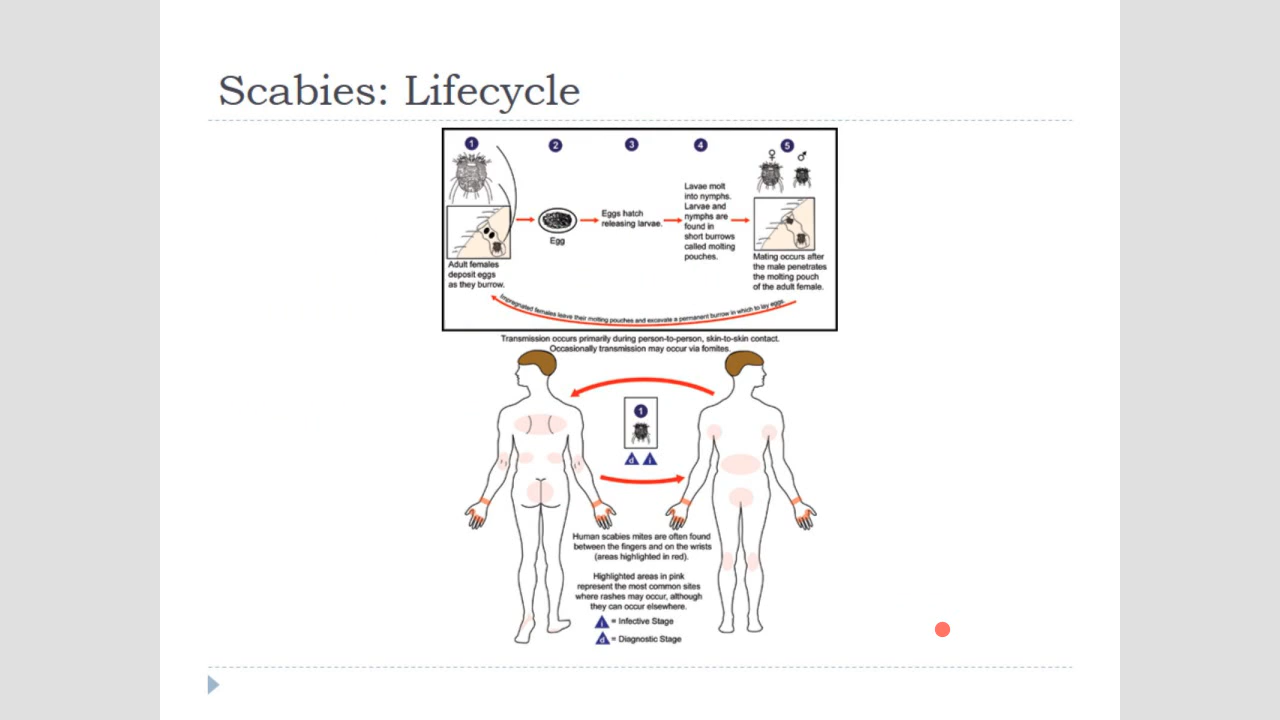 Scabies: Lifecycle
1
2
3
4
5
♀ ♂
Adult females
deposit eggs
as they burrow.
Egg
Eggs hatch
releasing larvae.
Lavae molt
into nymphs.
Larvae and
nymphs are
found in
short burrows
called molting
pouches.
Mating occurs after
the male penetrates
the molting pouch
of the adult female.
Impregnated females leave their molting pouches and excavate a permanent burrow in which to lay eggs.
Transmission occurs primarily during person-to-person, skin-to-skin contact.
Occasionally transmission may occur via fomites.
1
d i
Human scabies mites are often found
between the fingers and on the wrists
(areas highlighted in red).
Highlighted areas in pink
represent the most common sites
where rashes may occur, although
they can occur elsewhere.
i = Infective Stage
d = Diagnostic Stage